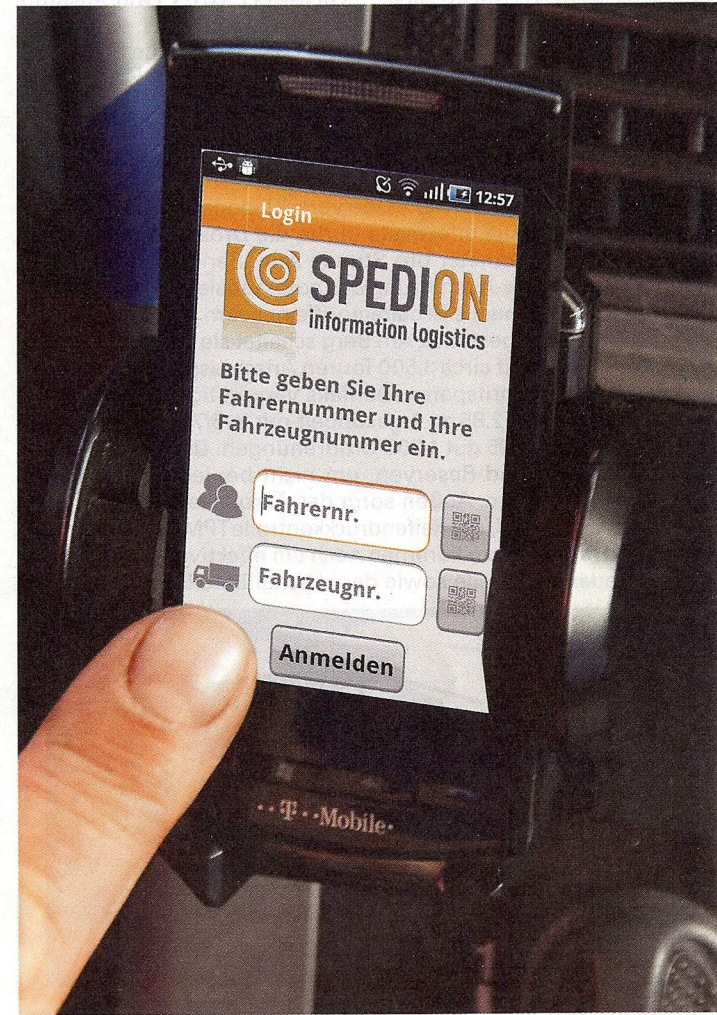 12:57
Login
SPEDION
information logistics
Bitte geben Sie Ihre
Fahrernummer und Ihre
Fahrzeugnummer ein.
Fahrernr.
Fahrzeugnr.
Anmelden
··T··Mobile·